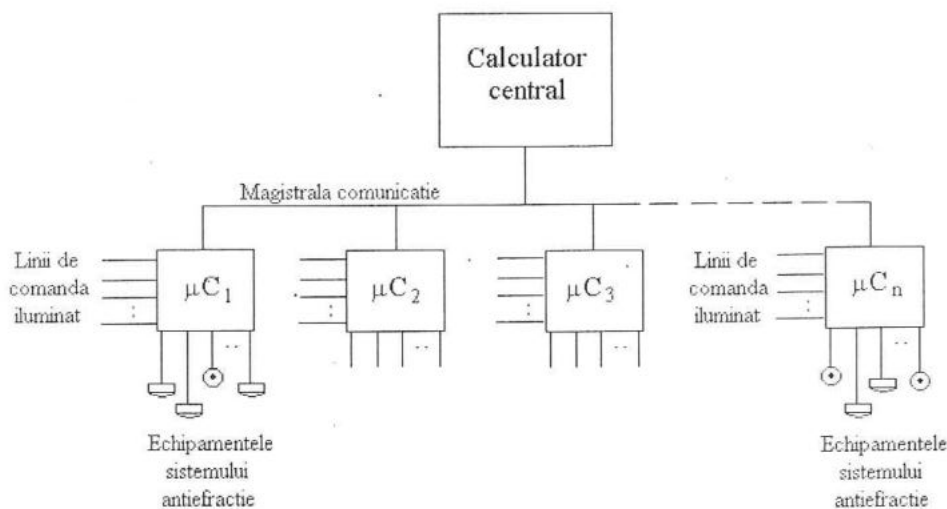 Calculator
central
Magistrala comunicatie
Linii de
comanda
iluminat
μC1
μC2
μC3
Linii de
comanda
iluminat
μCn
Echipamentele
sistemului
antiefractie
Echipamentele
sistemului
antiefractie